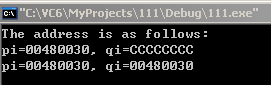 "C:\VC6\MyProjects\111\Debug\111.exe"
The address is as follows:
pi=00480030, qi=CCCCCCCC
pi=00480030, qi=00480030